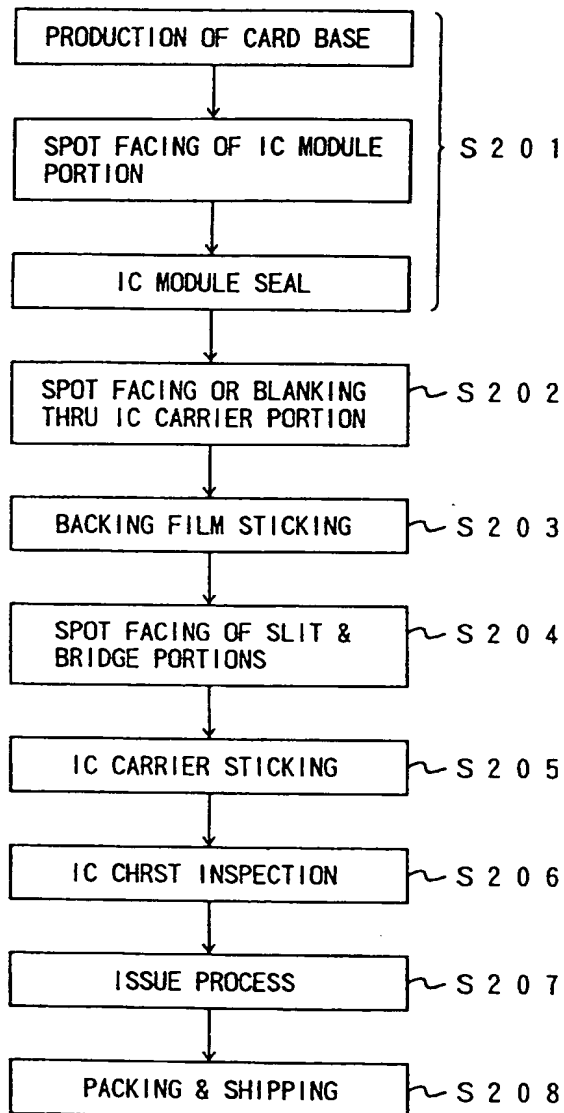 PRODUCTION OF CARD BASE
SPOT FACING OF IC MODULE
PORTION
S201
IC MODULE SEAL
SPOT FACING OR BLANKING
THRU IC CARRIER PORTION
S202
BACKING FILM STICKING
S203
SPOT FACING OF SLIT &
BRIDGE PORTIONS
S204
IC CARRIER STICKING
S205
IC CHRST INSPECTION
S206
ISSUE PROCESS
S207
PACKING & SHIPPING
S208